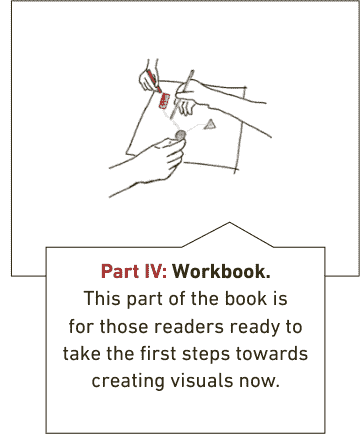 Part IV: Workbook.
This part of the book is
for those readers ready to
take the first steps towards
creating visuals now.